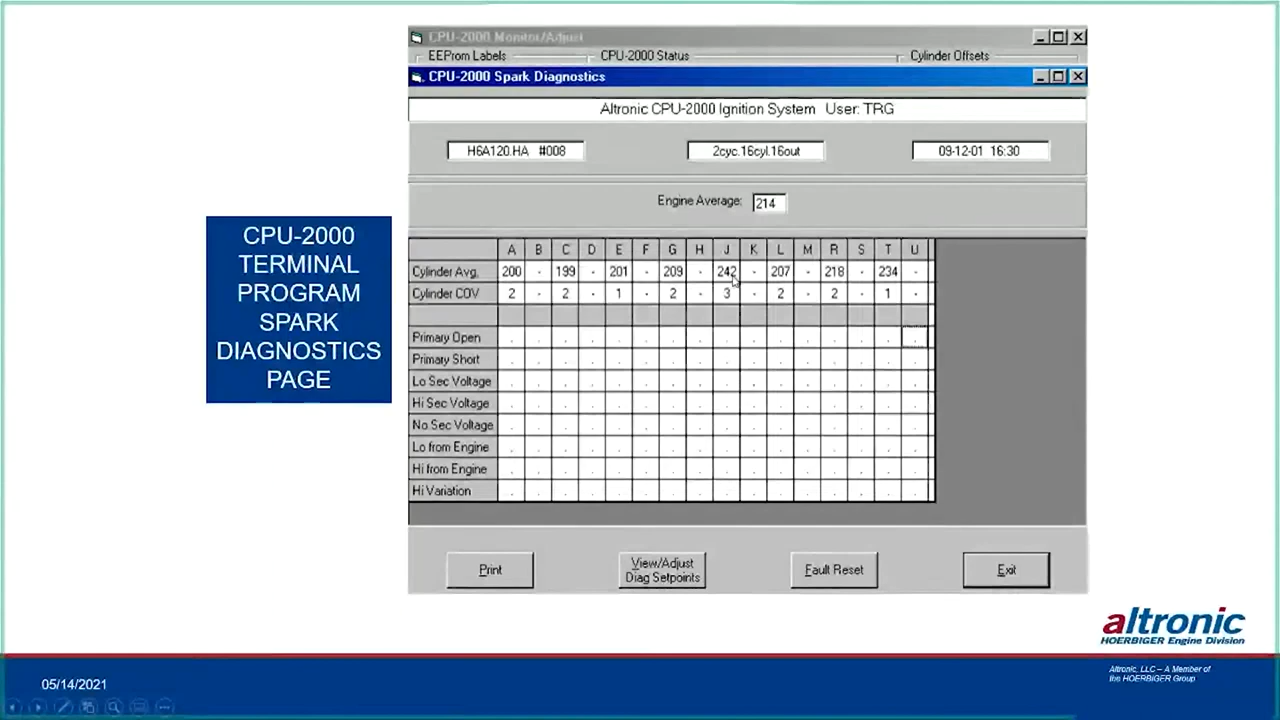 CPU-2000 Monitor/Adjust
EEProm Labels CPU-2000 Status Cylinder Offsets
CPU-2000 Spark Diagnostics
Altronic CPU-2000 Ignition System User: TRG
H6A120.HA #008 2cyc.16cyl.16out 09-12-01 16:30
Engine Average: 214
A B C D E F G H J K L M R S T U
Cylinder Avg. 200 - 199 - 201 - 209 - 242 - 207 - 218 - 234 -
Cylinder COV 2 - 2 - 1 - 2 - 3 - 2 - 2 - 1 -
Primary Open . . . . . . . . . . . . . . . .
Primary Short . . . . . . . . . . . . . . . .
Lo Sec Voltage . . . . . . . . . . . . . . . .
Hi Sec Voltage . . . . . . . . . . . . . . . .
No Sec Voltage . . . . . . . . . . . . . . . .
Lo from Engine . . . . . . . . . . . . . . . .
Hi from Engine . . . . . . . . . . . . . . . .
Hi Variation . . . . . . . . . . . . . . . .
Print View/Adjust Fault Reset Exit
Diag Setpoints
CPU-2000
TERMINAL
PROGRAM
SPARK
DIAGNOSTICS
PAGE
altronic
HOERBIGER Engine Division
Altronic, LLC – A Member of
the HOERBIGER Group
05/14/2021